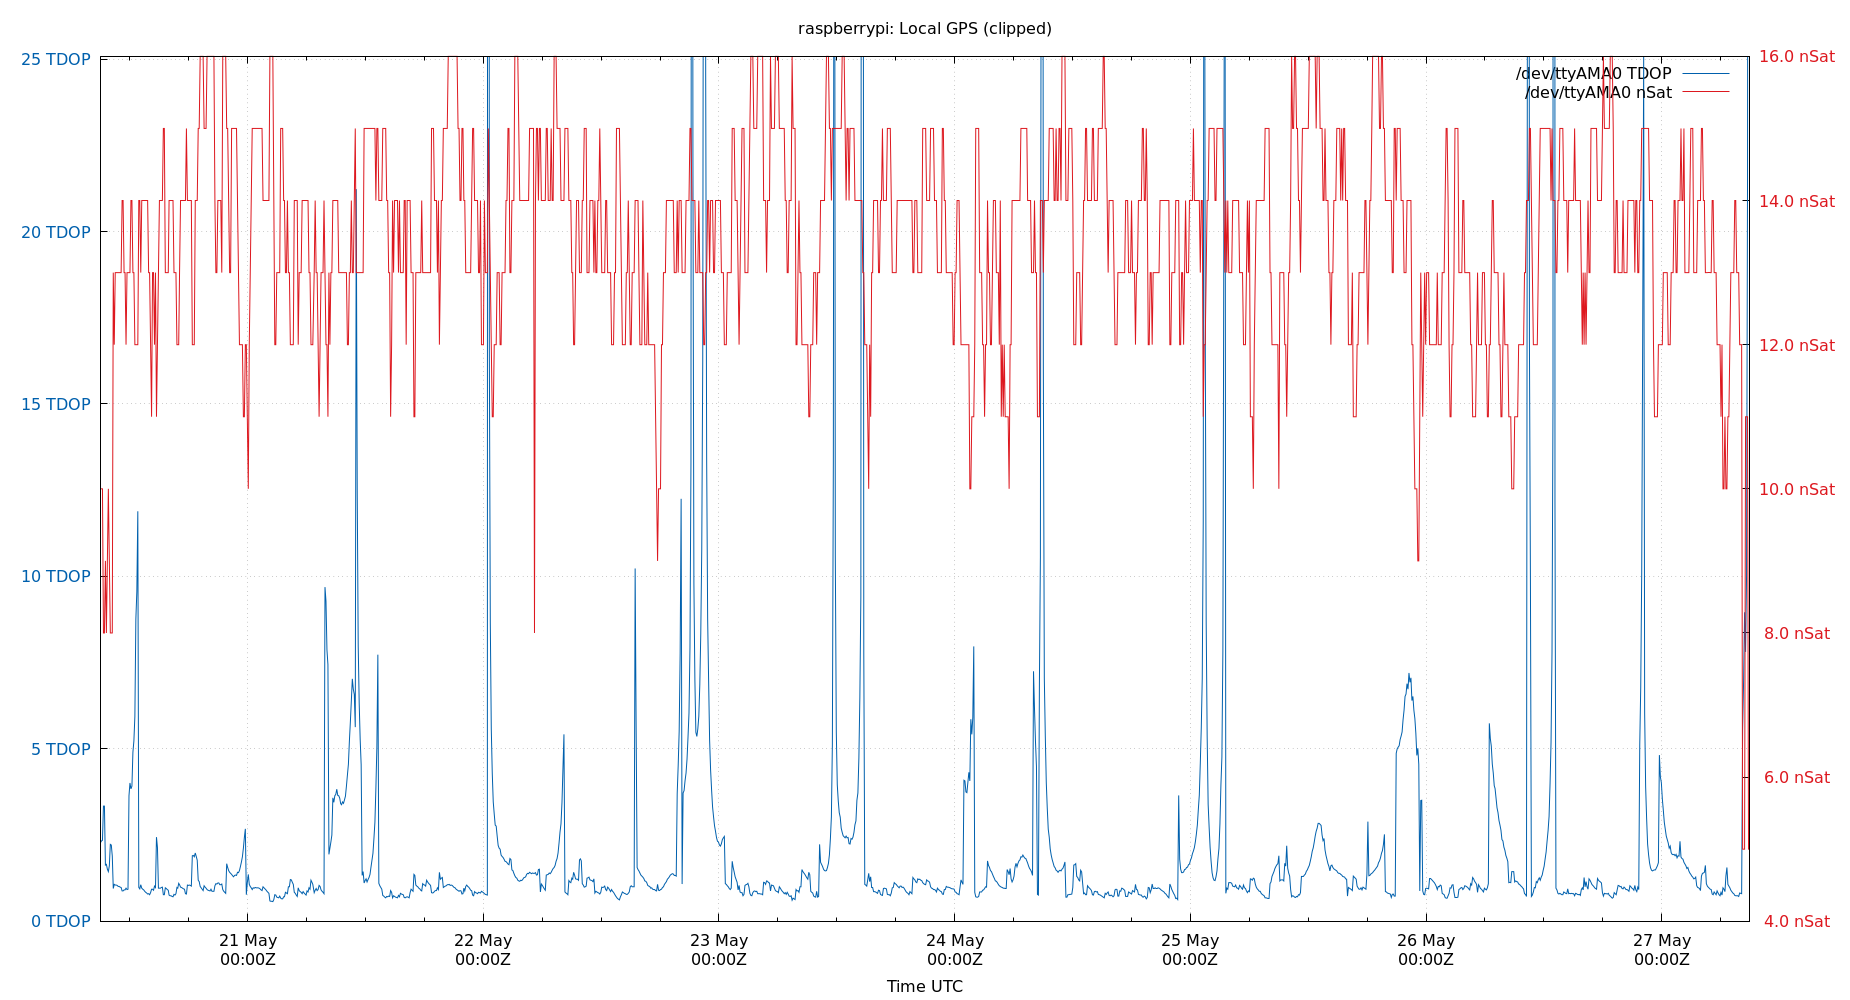 raspberrypi: Local GPS (clipped)
25 TDOP
20 TDOP
15 TDOP
10 TDOP
5 TDOP
0 TDOP
16.0 nSat
14.0 nSat
12.0 nSat
10.0 nSat
8.0 nSat
6.0 nSat
4.0 nSat
/dev/ttyAMA0 TDOP
/dev/ttyAMA0 nSat
21 May
00:00Z
22 May
00:00Z
23 May
00:00Z
24 May
00:00Z
25 May
00:00Z
26 May
00:00Z
27 May
00:00Z
Time UTC